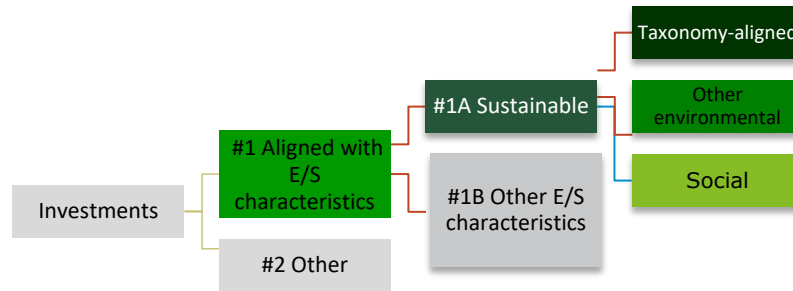 Taxonomy-aligned
#1A Sustainable
Other
environmental
#1 Aligned with
E/S
characteristics
Social
#1B Other E/S
characteristics
Investments
#2 Other